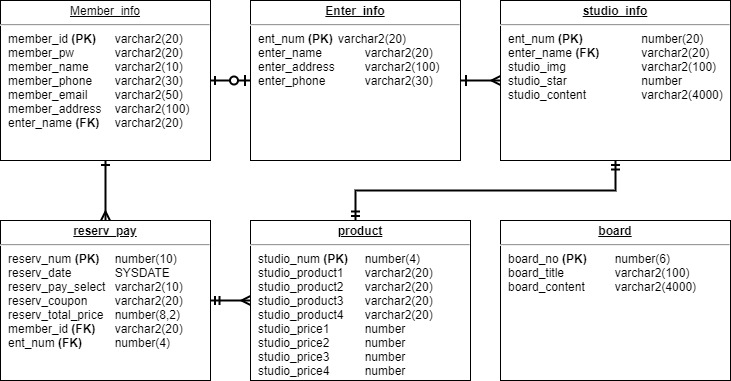 Member_info
member_id (PK) varchar2(20)
member_pw varchar2(20)
member_name varchar2(10)
member_phone varchar2(30)
member_email varchar2(50)
member_address varchar2(100)
enter_name (FK) varchar2(20)
Enter_info
ent_num (PK) varchar2(20)
enter_name varchar2(20)
enter_address varchar2(100)
enter_phone varchar2(30)
studio_info
ent_num (PK) number(20)
enter_name (FK) varchar2(20)
studio_img varchar2(100)
studio_star number
studio_content varchar2(4000)
reserv_pay
reserv_num (PK) number(10)
reserv_date SYSDATE
reserv_pay_select varchar2(10)
reserv_coupon varchar2(20)
reserv_total_price number(8,2)
member_id (FK) varchar2(20)
ent_num (FK) number(4)
product
studio_num (PK) number(4)
studio_product1 varchar2(20)
studio_product2 varchar2(20)
studio_product3 varchar2(20)
studio_product4 varchar2(20)
studio_price1 number
studio_price2 number
studio_price3 number
studio_price4 number
board
board_no (PK) number(6)
board_title varchar2(100)
board_content varchar2(4000)